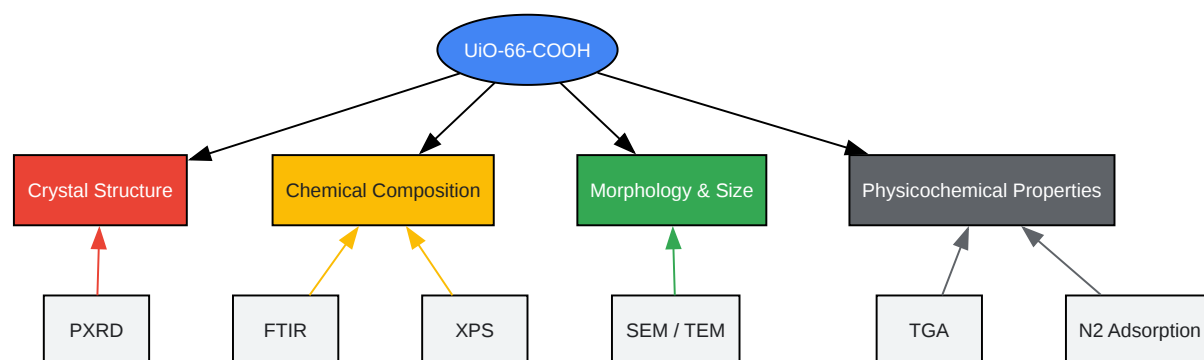 UiO-66-COOH
Crystal Structure
Chemical Composition
Morphology & Size
Physicochemical Properties
PXRD
FTIR
XPS
SEM / TEM
TGA
N2 Adsorption